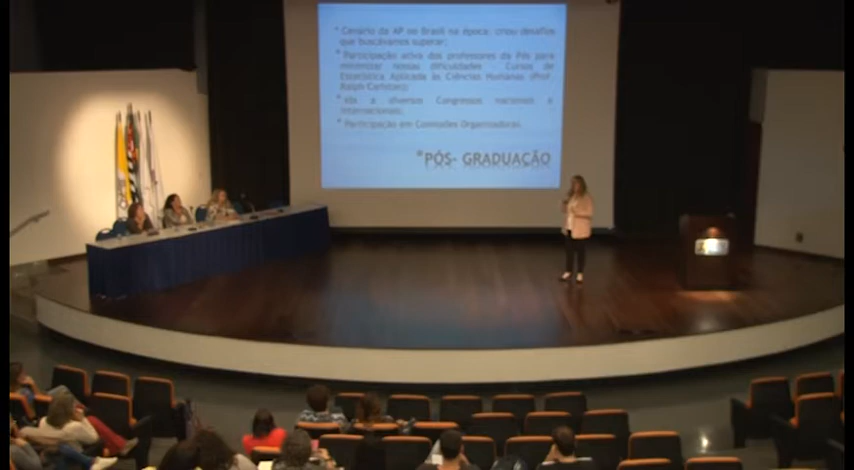 * Cenário da AP no Brasil na época, criou desafios
que buscávamos superar;
* Participação ativa dos professores da Pós para
minimizar nossas dificuldades - Cursos de
Estatística Aplicada às Ciências Humanas (Prof.
Ralph
* Ida a diversos Congressos nacionais e
internacionais;
* Participação em Comissões Organizadoras.
*PÓS- GRADUAÇÃO